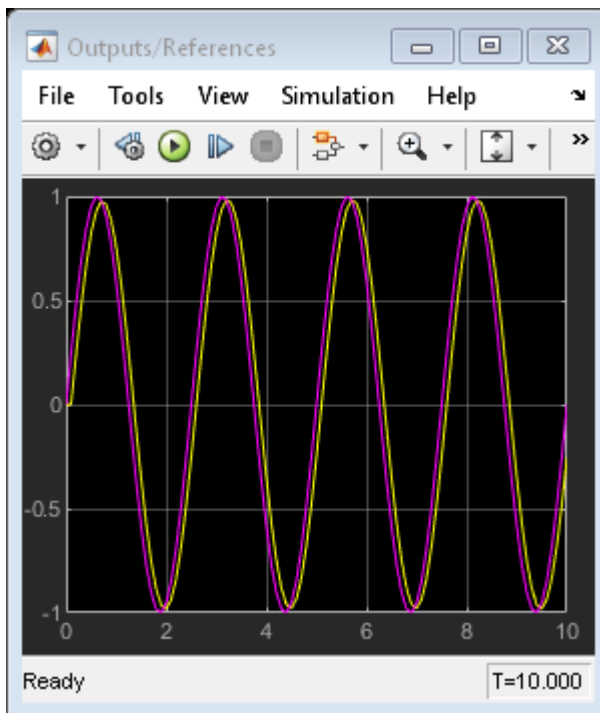 Outputs/References
File Tools View Simulation Help
1
0.5
0
-0.5
-1
0 2 4 6 8 10
Ready T=10.000